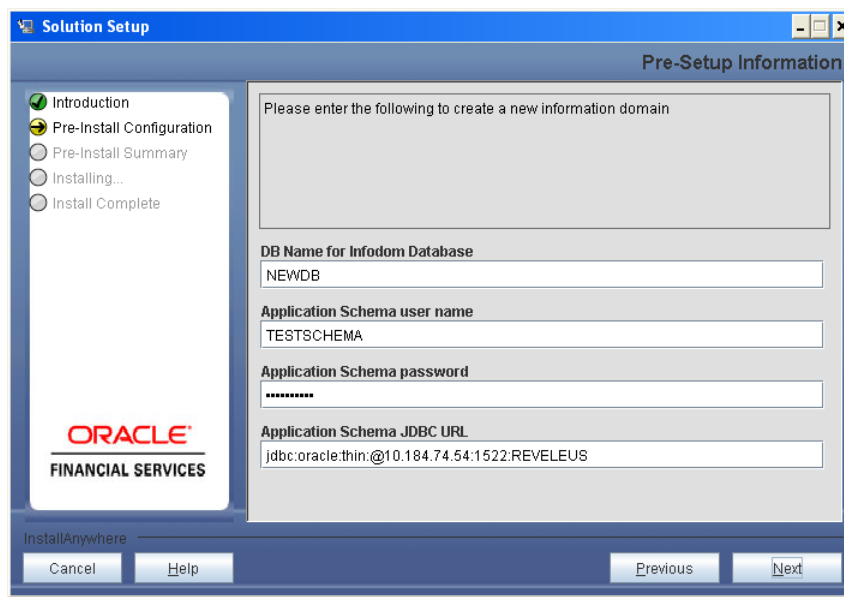 Solution Setup
Pre-Setup Information
Introduction
Pre-Install Configuration
Pre-Install Summary
Installing...
Install Complete
ORACLE
FINANCIAL SERVICES
Please enter the following to create a new information domain
DB Name for Infodom Database
NEWDB
Application Schema user name
TESTSCHEMA
Application Schema password
••••••••••
Application Schema JDBC URL
jdbc:oracle:thin:@10.184.74.54:1522:REVELEUS
InstallAnywhere
Cancel Help Previous Next